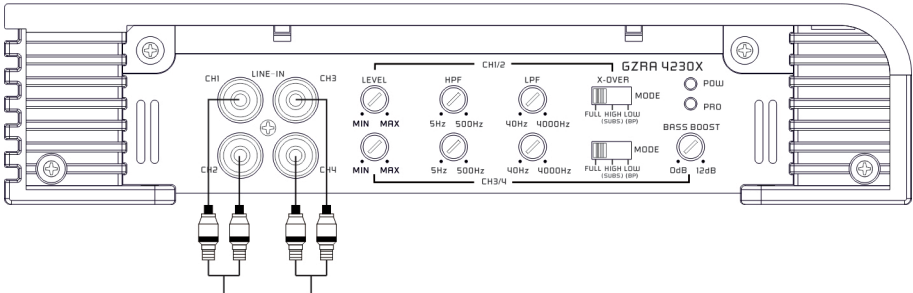 CH1/2
GZRA 4230X
CH1 LINE-IN CH3
LEVEL HPF LPF X-OVER
POW
MODE
PRO
MIN MAX 5Hz 500Hz 40Hz 4000Hz FULL HIGH LOW
(SUBS) (BP)
BASS BOOST
MODE
CH2 CH4
MIN MAX 5Hz 500Hz 40Hz 4000Hz FULL HIGH LOW 0dB 12dB
(SUBS) (BP)
CH3/4